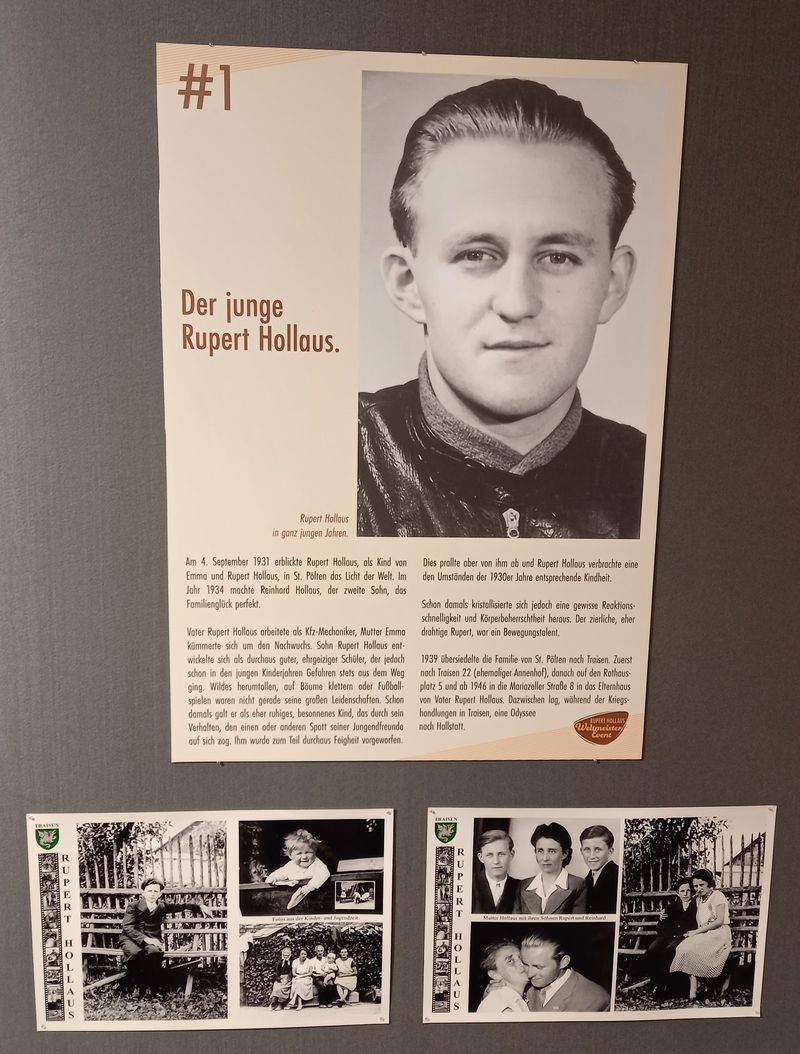 #1
Der junge
Rupert Hollaus.
Rupert Hollaus
in ganz jungen Jahren.
Am 4. September 1931 erblickte Rupert Hollaus, als Kind von
Emma und Rupert Hollaus, in St. Pölten das Licht der Welt. Im
Jahr 1934 machte Reinhard Hollaus, der zweite Sohn, das
Familienglück perfekt.
Vater Rupert Hollaus arbeitete als Kfz-Mechaniker, Mutter Emma
kümmerte sich um den Nachwuchs. Sohn Rupert Hollaus ent-
wickelte sich als durchaus guter, ehrgeiziger Schüler, der jedoch
schon in den jungen Kinderjahren Gefahren stets aus dem Weg
ging. Wildes herumtollen, auf Bäume klettern oder Fußball-
spielen waren nicht gerade seine großen Leidenschaften. Schon
damals galt er als eher ruhiges, besonnenes Kind, das durch sein
Verhalten, den einen oder anderen Spott seiner Jugendfreunde
auf sich zog. Ihm wurde zum Teil durchaus Feigheit vorgeworfen.
Dies prallte aber von ihm ab und Rupert Hollaus verbrachte eine
den Umständen der 1930er Jahre entsprechende Kindheit.
Schon damals kristallisierte sich jedoch eine gewisse Reaktions-
schnelligkeit und Körperbeherrschtheit heraus. Der zierliche, eher
drahtige Rupert, war ein Bewegungstalent.
1939 übersiedelte die Familie von St. Pölten nach Traisen. Zuerst
nach Traisen 22 (ehemaliger Annenhof), danach auf den Rathaus-
platz 5 und ab 1946 in die Mariazeller Straße 8 in das Elternhaus
von Vater Rupert Hollaus. Dazwischen lag, während der Kriegs-
handlungen in Traisen, eine Odyssee
nach Hallstatt.
RUPERT HOLLAUS
Weltmeister
Event
TRAISEN
RUPERT HOLLAUS
Fotos aus der Kinder- und Jugendzeit
TRAISEN
RUPERT HOLLAUS
Mutter Hollaus mit ihren Söhnen Rupert und Reinhard